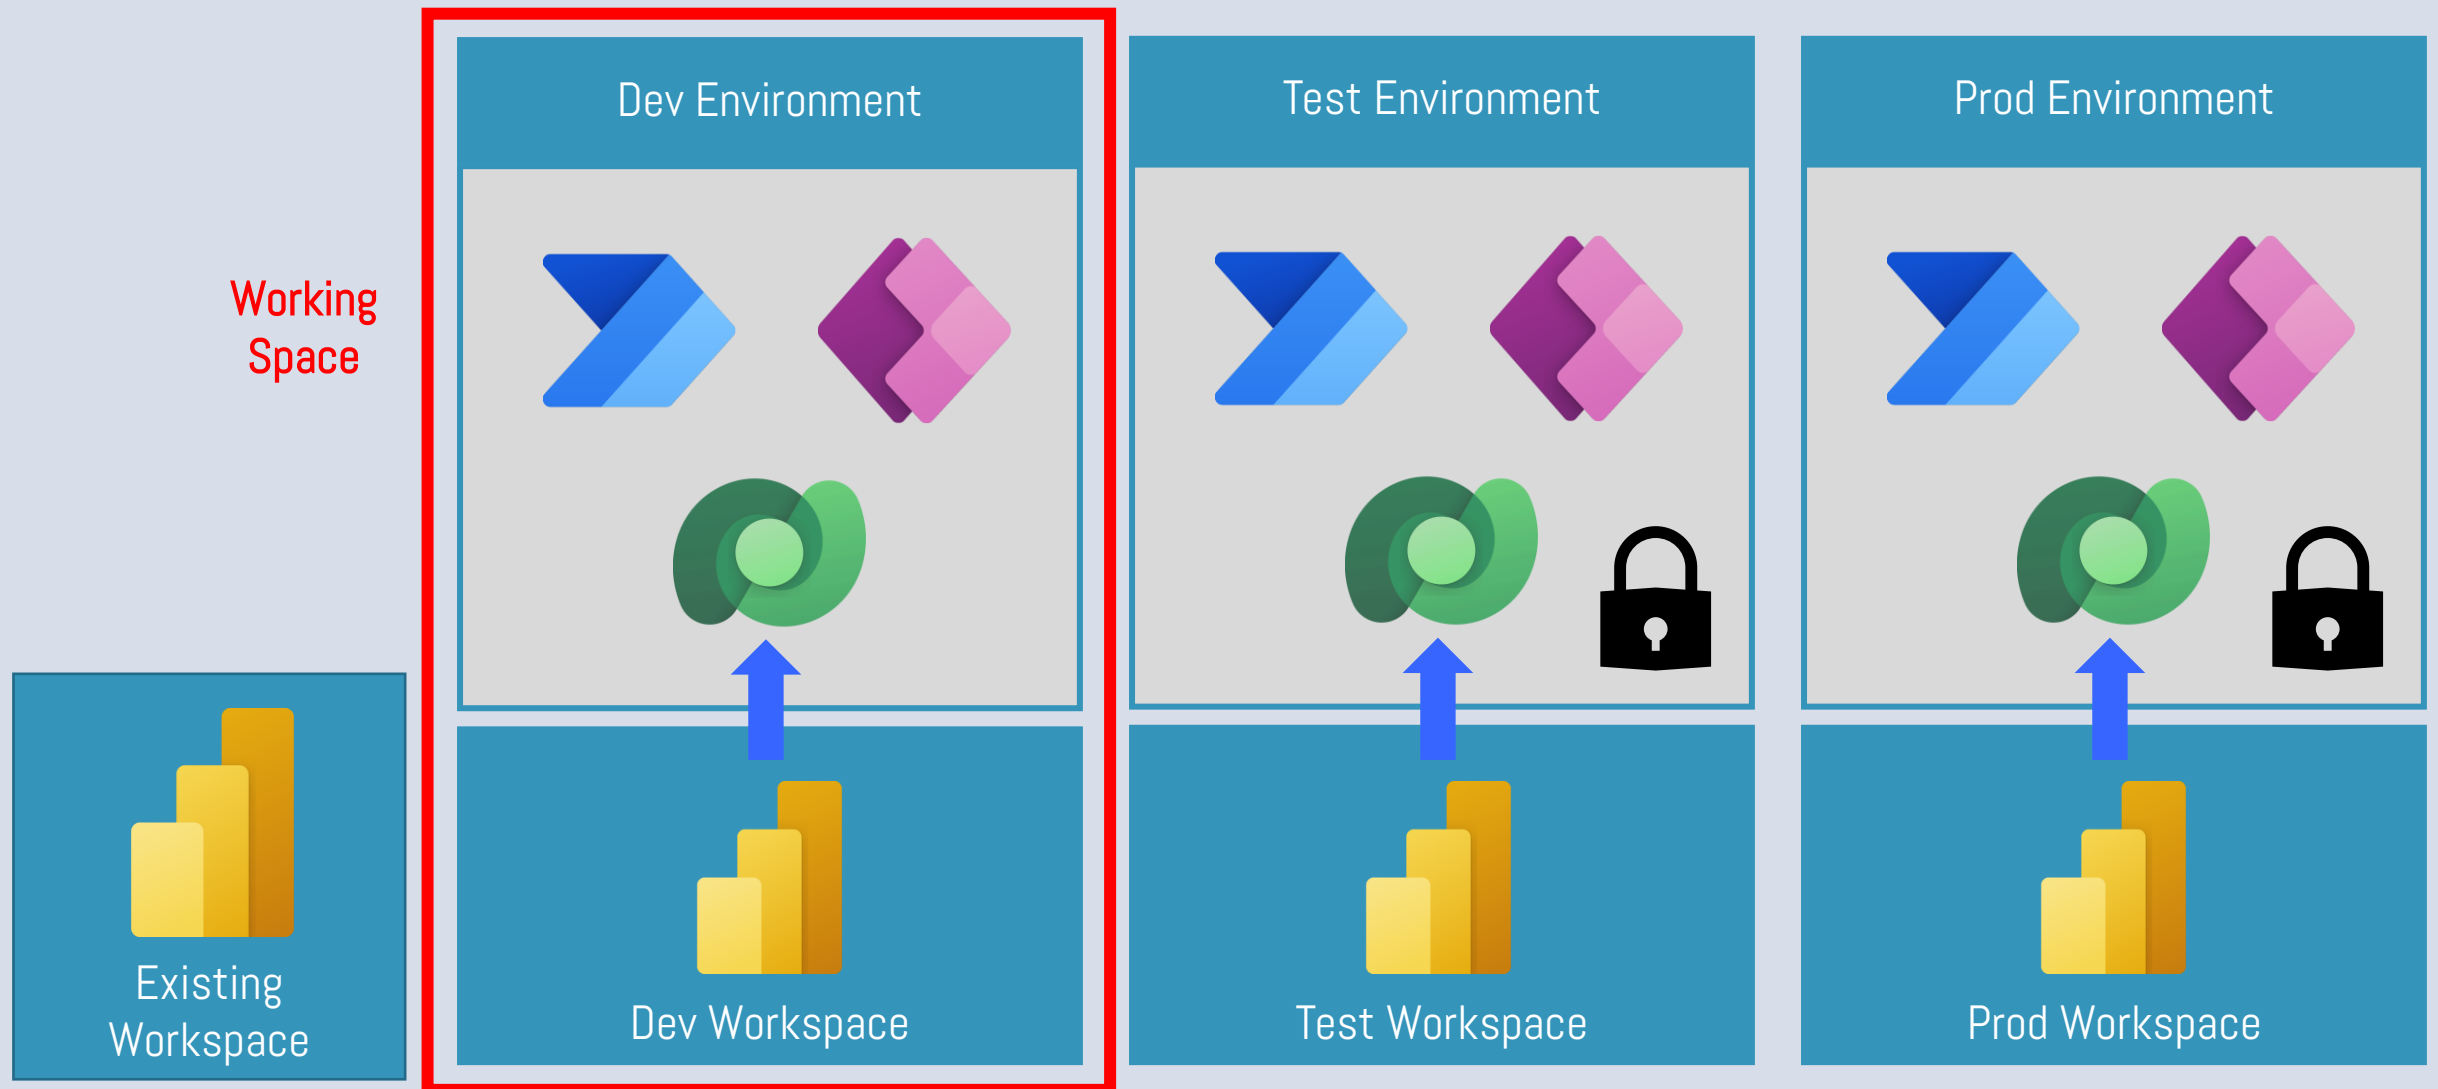 Dev Environment
Test Environment
Prod Environment
Working
Space
Existing
Workspace
Dev Workspace
Test Workspace
Prod Workspace